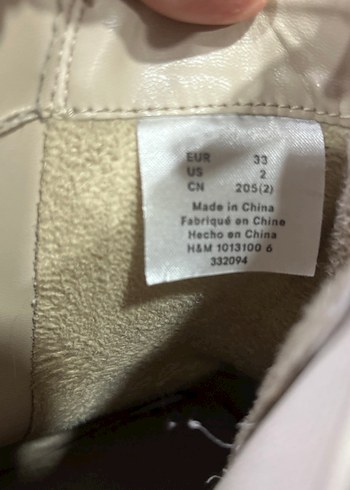 EUR 33
US 2
CN 205(2)
Made in China
Fabriqué en Chine
Hecho en China
H&M 1013100 6
332094